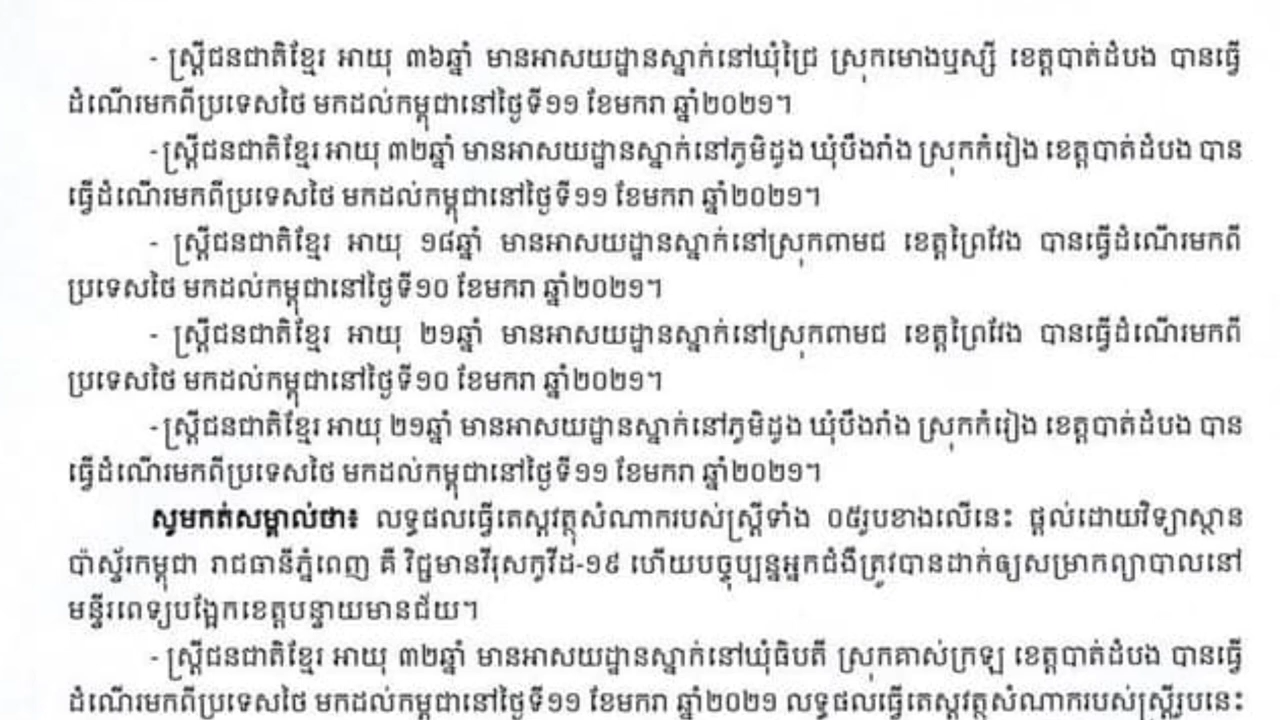 - ស្ត្រីជនជាតិខ្មែរ អាយុ ៣៦ឆ្នាំ មានអាសយដ្ឋានស្នាក់នៅឃុំជ្រៃ ស្រុកមោងឫស្សី ខេត្តបាត់ដំបង បានធ្វើ
ដំណើរមកពីប្រទេសថៃ មកដល់កម្ពុជានៅថ្ងៃទី១១ ខែមករា ឆ្នាំ២០២១។
- ស្ត្រីជនជាតិខ្មែរ អាយុ ៣២ឆ្នាំ មានអាសយដ្ឋានស្នាក់នៅភូមិដូង ឃុំបឹងរាំង ស្រុកកំរៀង ខេត្តបាត់ដំបង បាន
ធ្វើដំណើរមកពីប្រទេសថៃ មកដល់កម្ពុជានៅថ្ងៃទី១១ ខែមករា ឆ្នាំ២០២១។
- ស្ត្រីជនជាតិខ្មែរ អាយុ ១៨ឆ្នាំ មានអាសយដ្ឋានស្នាក់នៅស្រុកពាមជ ខេត្តព្រៃវែង បានធ្វើដំណើរមកពី
ប្រទេសថៃ មកដល់កម្ពុជានៅថ្ងៃទី១០ ខែមករា ឆ្នាំ២០២១។
- ស្ត្រីជនជាតិខ្មែរ អាយុ ២១ឆ្នាំ មានអាសយដ្ឋានស្នាក់នៅស្រុកពាមជ ខេត្តព្រៃវែង បានធ្វើដំណើរមកពី
ប្រទេសថៃ មកដល់កម្ពុជានៅថ្ងៃទី១០ ខែមករា ឆ្នាំ២០២១។
- ស្ត្រីជនជាតិខ្មែរ អាយុ ២១ឆ្នាំ មានអាសយដ្ឋានស្នាក់នៅភូមិដូង ឃុំបឹងរាំង ស្រុកកំរៀង ខេត្តបាត់ដំបង បាន
ធ្វើដំណើរមកពីប្រទេសថៃ មកដល់កម្ពុជានៅថ្ងៃទី១១ ខែមករា ឆ្នាំ២០២១។
សូមកត់សម្គាល់ថា៖ លទ្ធផលធ្វើតេស្តវត្ថុសំណាករបស់ស្ត្រីទាំង ០៥រូបខាងលើនេះ ផ្តល់ដោយវិទ្យាស្ថាន
ប៉ាស្ទ័រកម្ពុជា រាជធានីភ្នំពេញ គឺ វិជ្ជមានវីរុសកូវីដ-១៩ ហើយបច្ចុប្បន្នអ្នកជំងឺត្រូវបានដាក់ឲ្យសម្រាកព្យាបាលនៅ
មន្ទីរពេទ្យបង្អែកខេត្តបន្ទាយមានជ័យ។
- ស្ត្រីជនជាតិខ្មែរ អាយុ ៣២ឆ្នាំ មានអាសយដ្ឋានស្នាក់នៅឃុំធិបតី ស្រុកគាស់ក្រឡ ខេត្តបាត់ដំបង បានធ្វើ
ដំណើរមកពីប្រទេសថៃ មកដល់កម្ពុជានៅថ្ងៃទី១១ ខែមករា ឆ្នាំ២០២១ លទ្ធផលធ្វើតេស្តវត្ថុសំណាករបស់ស្ត្រីរូបនេះ